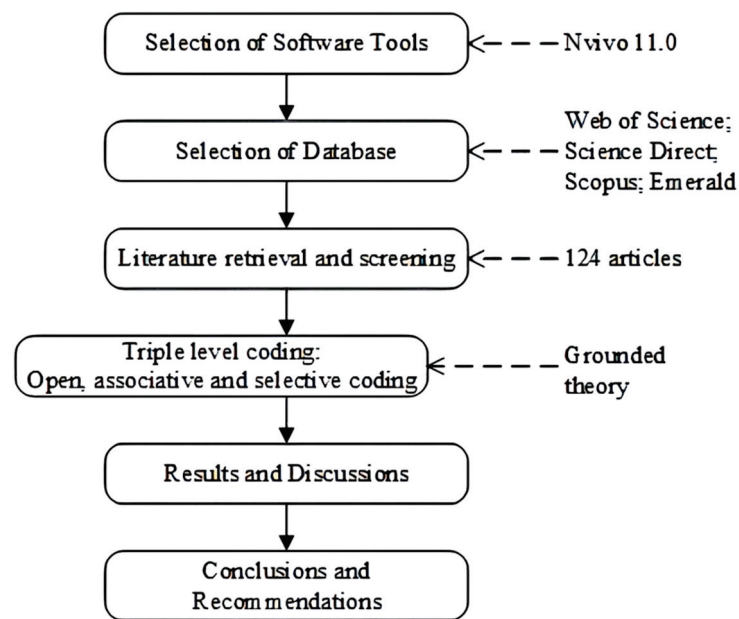 Selection of Software Tools
Nvivo 11.0
Selection of Database
Web of Science;
Science Direct;
Scopus; Emerald
Literature retrieval and screening
124 articles
Triple level coding:
Open, associative and selective coding
Grounded
theory
Results and Discussions
Conclusions and
Recommendations